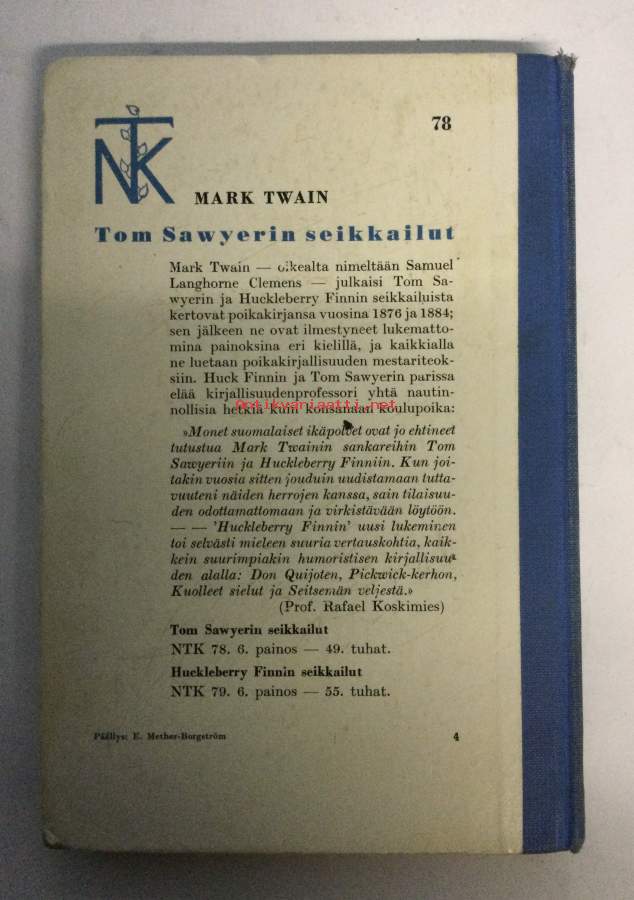 NTK
78
MARK TWAIN
Tom Sawyerin seikkailut
Mark Twain — oikealta nimeltään Samuel
Langhorne Clemens — julkaisi Tom Sa-
wyerin ja Huckleberry Finnin seikkailuista
kertovat poikakirjansa vuosina 1876 ja 1884;
sen jälkeen ne ovat ilmestyneet lukematto-
mina painoksina eri kielillä, ja kaikkialla
ne luetaan poikakirjallisuuden mestariteok-
siin. Huck Finnin ja Tom Sawyerin parissa
elää kirjallisuudenprofessori yhtä nautin-
nollisia hetkiä kuin konsanaan koulupoika:
antikvariaatti.net
»Monet suomalaiset ikäpolvet ovat jo ehtineet
tutustua Mark Twainin sankareihin Tom
Sawyeriin ja Huckleberry Finniin. Kun joi-
takin vuosia sitten jouduin uudistamaan tutta-
vuuteni näiden herrojen kanssa, sain tilaisuu-
den odottamattomaan ja virkistävään löytöön.
— — 'Huckleberry Finnin' uusi lukeminen
toi selvästi mieleen suuria vertauskohtia, kaik-
kein suurimpiakin humoristisen kirjallisuu-
den alalla: Don Quijoten, Pickwick-kerhon,
Kuolleet sielut ja Seitsemän veljestä.»
(Prof. Rafael Koskimies)
Tom Sawyerin seikkailut
NTK 78. 6. painos — 49. tuhat.
Huckleberry Finnin seikkailut
NTK 79. 6. painos — 55. tuhat.
Päällys: E. Mether-Borgström
4